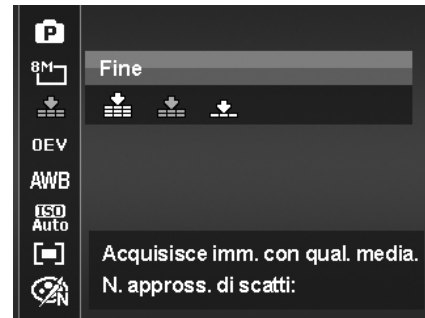 P
8M
Fine
0EV
AWB
ISO
Auto
Acquisisce imm. con qual. media.
N
N. appross. di scatti: